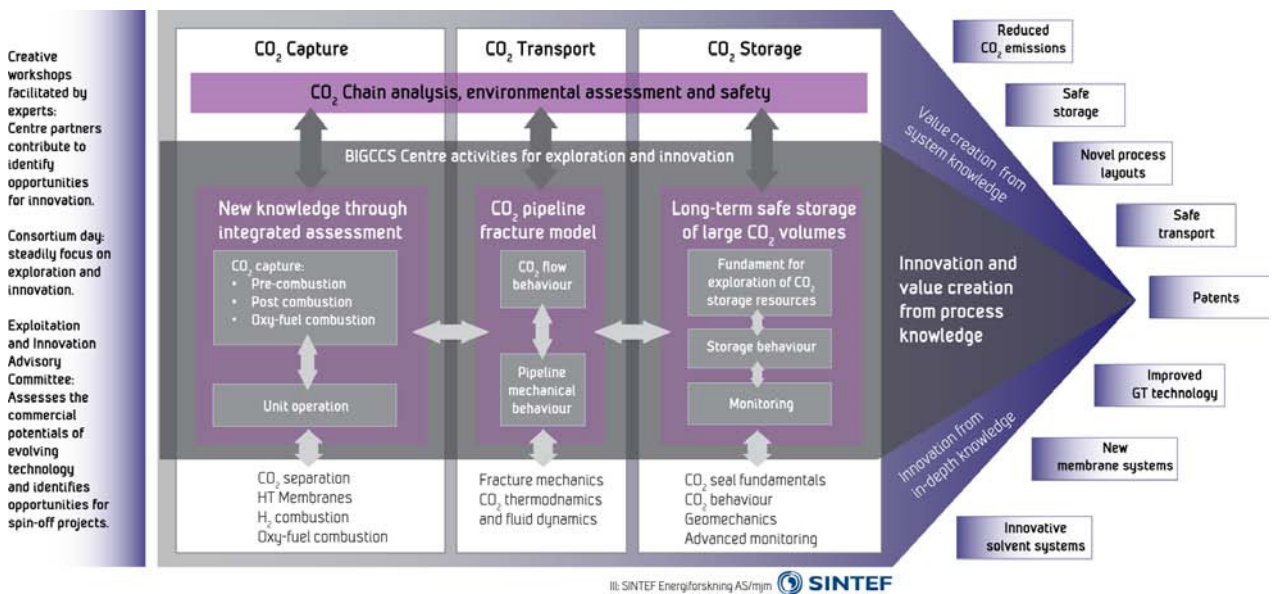 Creative
workshops
facilitated by
experts:
Centre partners
contribute to
identify
opportunities
for innovation.
Consortium day:
steadily focus on
exploration and
innovation.
Exploitation
and Innovation
Advisory
Committee:
Assesses the
commercial
potentials of
evolving
technology
and identifies
opportunities for
spin-off projects.
CO₂ Capture
CO₂ Transport
CO₂ Storage
CO₂ Chain analysis, environmental assessment and safety
BIGCCS Centre activities for exploration and innovation
New knowledge through
integrated assessment
CO₂ capture:
• Pre-combustion
• Post combustion
• Oxy-fuel combustion
Unit operation
CO₂ separation
HT Membranes
H₂ combustion
Oxy-fuel combustion
CO₂ pipeline
fracture model
CO₂ flow
behaviour
Pipeline
mechanical
behaviour
Fracture mechanics
CO₂ thermodynamics
and fluid dynamics
Long-term safe storage
of large CO₂ volumes
Fundament for
exploration of CO₂
storage resources
Storage behaviour
Monitoring
CO₂ seal fundamentals
CO₂ behaviour
Geomechanics
Advanced monitoring
Value creation from
system knowledge
Innovation and
value creation
from process
knowledge
Innovation from
in-depth knowledge
Reduced
CO₂ emissions
Safe
storage
Novel process
layouts
Safe
transport
Patents
Improved
GT technology
New
membrane systems
Innovative
solvent systems
Ill: SINTEF Energiforskning AS/mjm
SINTEF